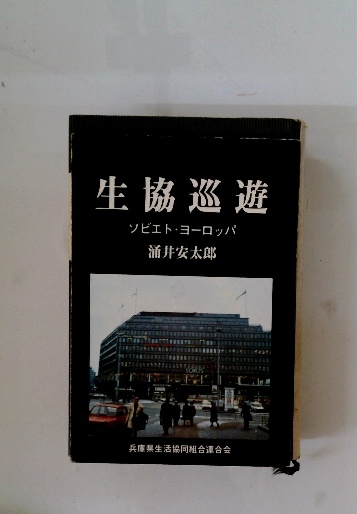 生協巡遊
ソビエト・ヨーロッパ
涌井安太郎
兵庫県生活協同組合連合会